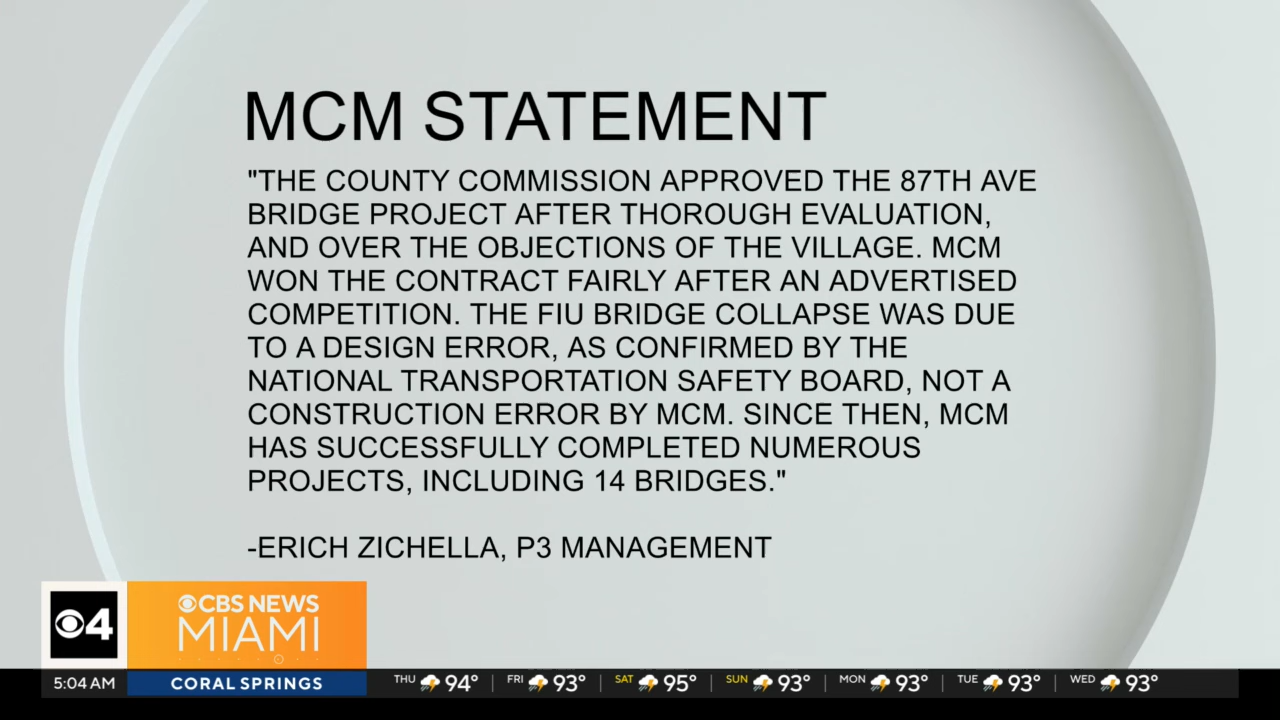 MCM STATEMENT
"THE COUNTY COMMISSION APPROVED THE 87TH AVE
BRIDGE PROJECT AFTER THOROUGH EVALUATION,
AND OVER THE OBJECTIONS OF THE VILLAGE. MCM
WON THE CONTRACT FAIRLY AFTER AN ADVERTISED
COMPETITION. THE FIU BRIDGE COLLAPSE WAS DUE
TO A DESIGN ERROR, AS CONFIRMED BY THE
NATIONAL TRANSPORTATION SAFETY BOARD, NOT A
CONSTRUCTION ERROR BY MCM. SINCE THEN, MCM
HAS SUCCESSFULLY COMPLETED NUMEROUS
PROJECTS, INCLUDING 14 BRIDGES."
-ERICH ZICHELLA, P3 MANAGEMENT
4
CBS NEWS
MIAMI
5:04 AM CORAL SPRINGS THU 94° FRI 93° SAT 95° SUN 93° MON 93° TUE 93° WED 93°